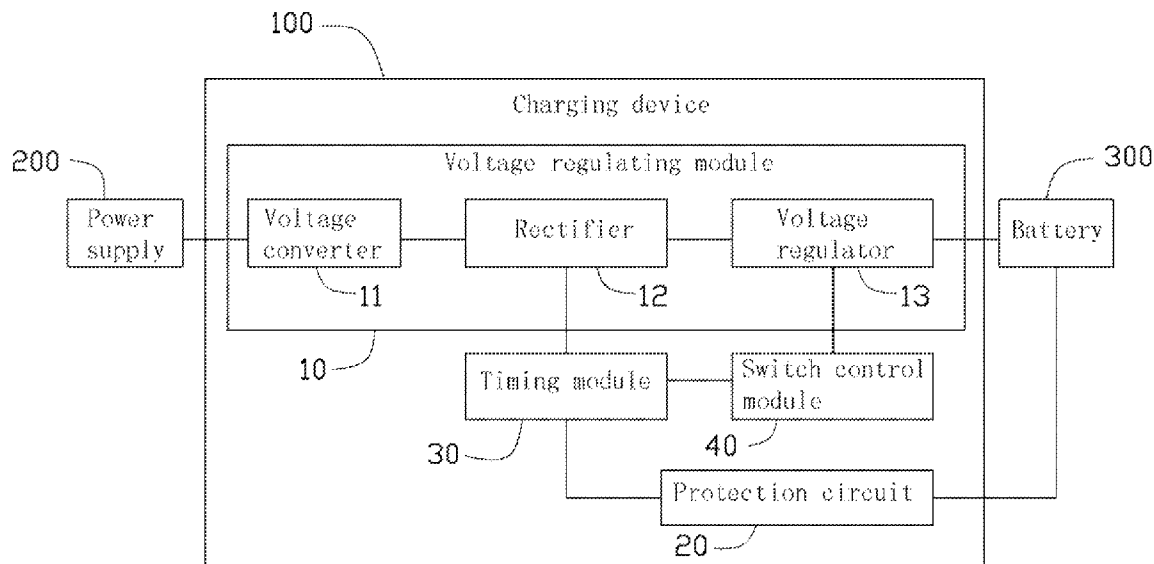 100
Charging device
200
Voltage regulating module
300
Power
supply
Voltage
converter
Rectifier
Voltage
regulator
Battery
11
12
13
10
Timing module
Switch control
module
30
40
Protection circuit
20